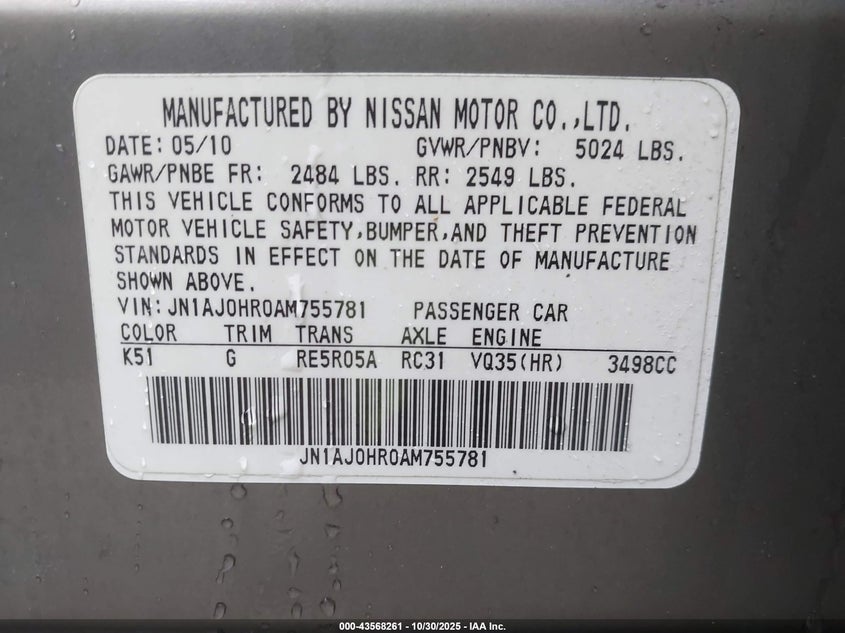 MANUFACTURED BY NISSAN MOTOR CO.,LTD.
DATE: 05/10 GVWR/PNBV: 5024 LBS.
GAWR/PNBE FR: 2484 LBS. RR: 2549 LBS.
THIS VEHICLE CONFORMS TO ALL APPLICABLE FEDERAL
MOTOR VEHICLE SAFETY,BUMPER,AND THEFT PREVENTION
STANDARDS IN EFFECT ON THE DATE OF MANUFACTURE
SHOWN ABOVE.
VIN: JN1AJ0HR0AM755781 PASSENGER CAR
COLOR TRIM TRANS AXLE ENGINE
K51 G RE5R05A RC31 VQ35(HR) 3498CC
JN1AJ0HR0AM755781
000-43568261 - 10/30/2025 - IAA Inc.